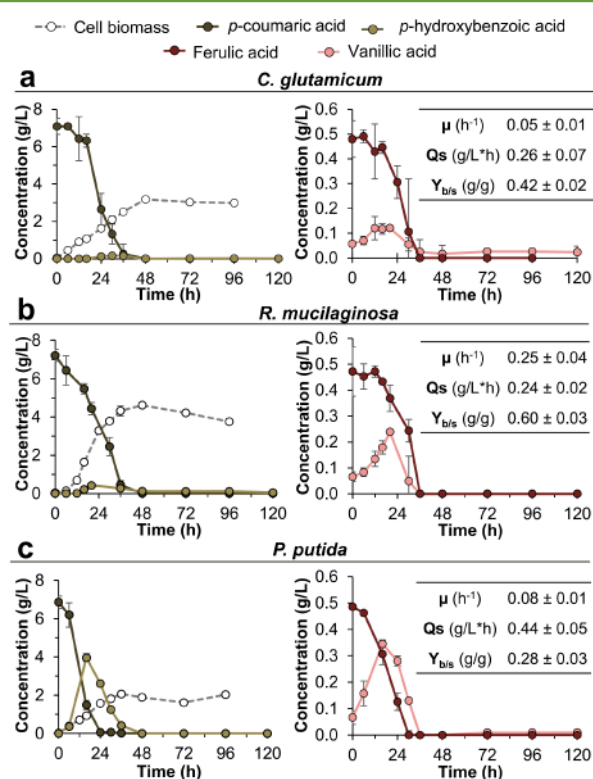 Cell biomass p-coumaric acid p-hydroxybenzoic acid
Ferulic acid Vanillic acid
a C. glutamicum
Concentration (g/L)
8
6
4
2
0
0 24 48 72 96 120
Time (h)
Concentration (g/L)
0.6
0.5
0.4
0.3
0.2
0.1
0.0
0 24 48 72 96 120
Time (h)
μ (h-1) 0.05 ± 0.01
Qs (g/L*h) 0.26 ± 0.07
Yb/s (g/g) 0.42 ± 0.02
b R. mucilaginosa
Concentration (g/L)
8
6
4
2
0
0 24 48 72 96 120
Time (h)
Concentration (g/L)
0.6
0.5
0.4
0.3
0.2
0.1
0.0
0 24 48 72 96 120
Time (h)
μ (h-1) 0.25 ± 0.04
Qs (g/L*h) 0.24 ± 0.02
Yb/s (g/g) 0.60 ± 0.03
c P. putida
Concentration (g/L)
8
6
4
2
0
0 24 48 72 96 120
Time (h)
Concentration (g/L)
0.6
0.5
0.4
0.3
0.2
0.1
0.0
0 24 48 72 96 120
Time (h)
μ (h-1) 0.08 ± 0.01
Qs (g/L*h) 0.44 ± 0.05
Yb/s (g/g) 0.28 ± 0.03